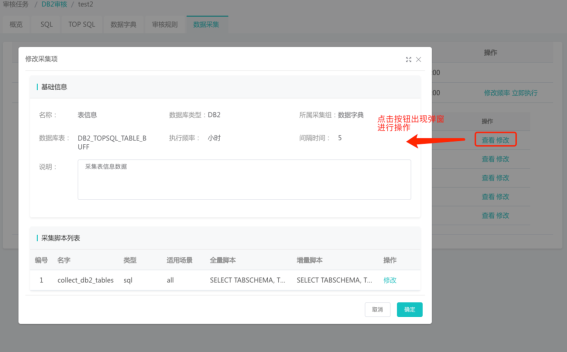 审核任务 / DB2审核 / test2
概览 SQL TOP SQL 数据字典 审核规则 数据采集
修改采集项
操作
基础信息
00
名称： 表信息 数据库类型：DB2 所属采集组：数据字典
00 修改频率 立即执行
点击按钮出现弹窗
进行操作
操作
数据库表： DB2_TOPSQL_TABLE_B
UFF
执行频率： 小时 间隔时间： 5
查看 修改
查看 修改
说明： 采集表信息数据
查看 修改
查看 修改
查看 修改
采集脚本列表
编号 名字 类型 适用场景 全量脚本 增量脚本 操作
1 collect_db2_tables sql all SELECT TABSCHEMA, T... SELECT TABSCHEMA, T... 修改
取消 确定